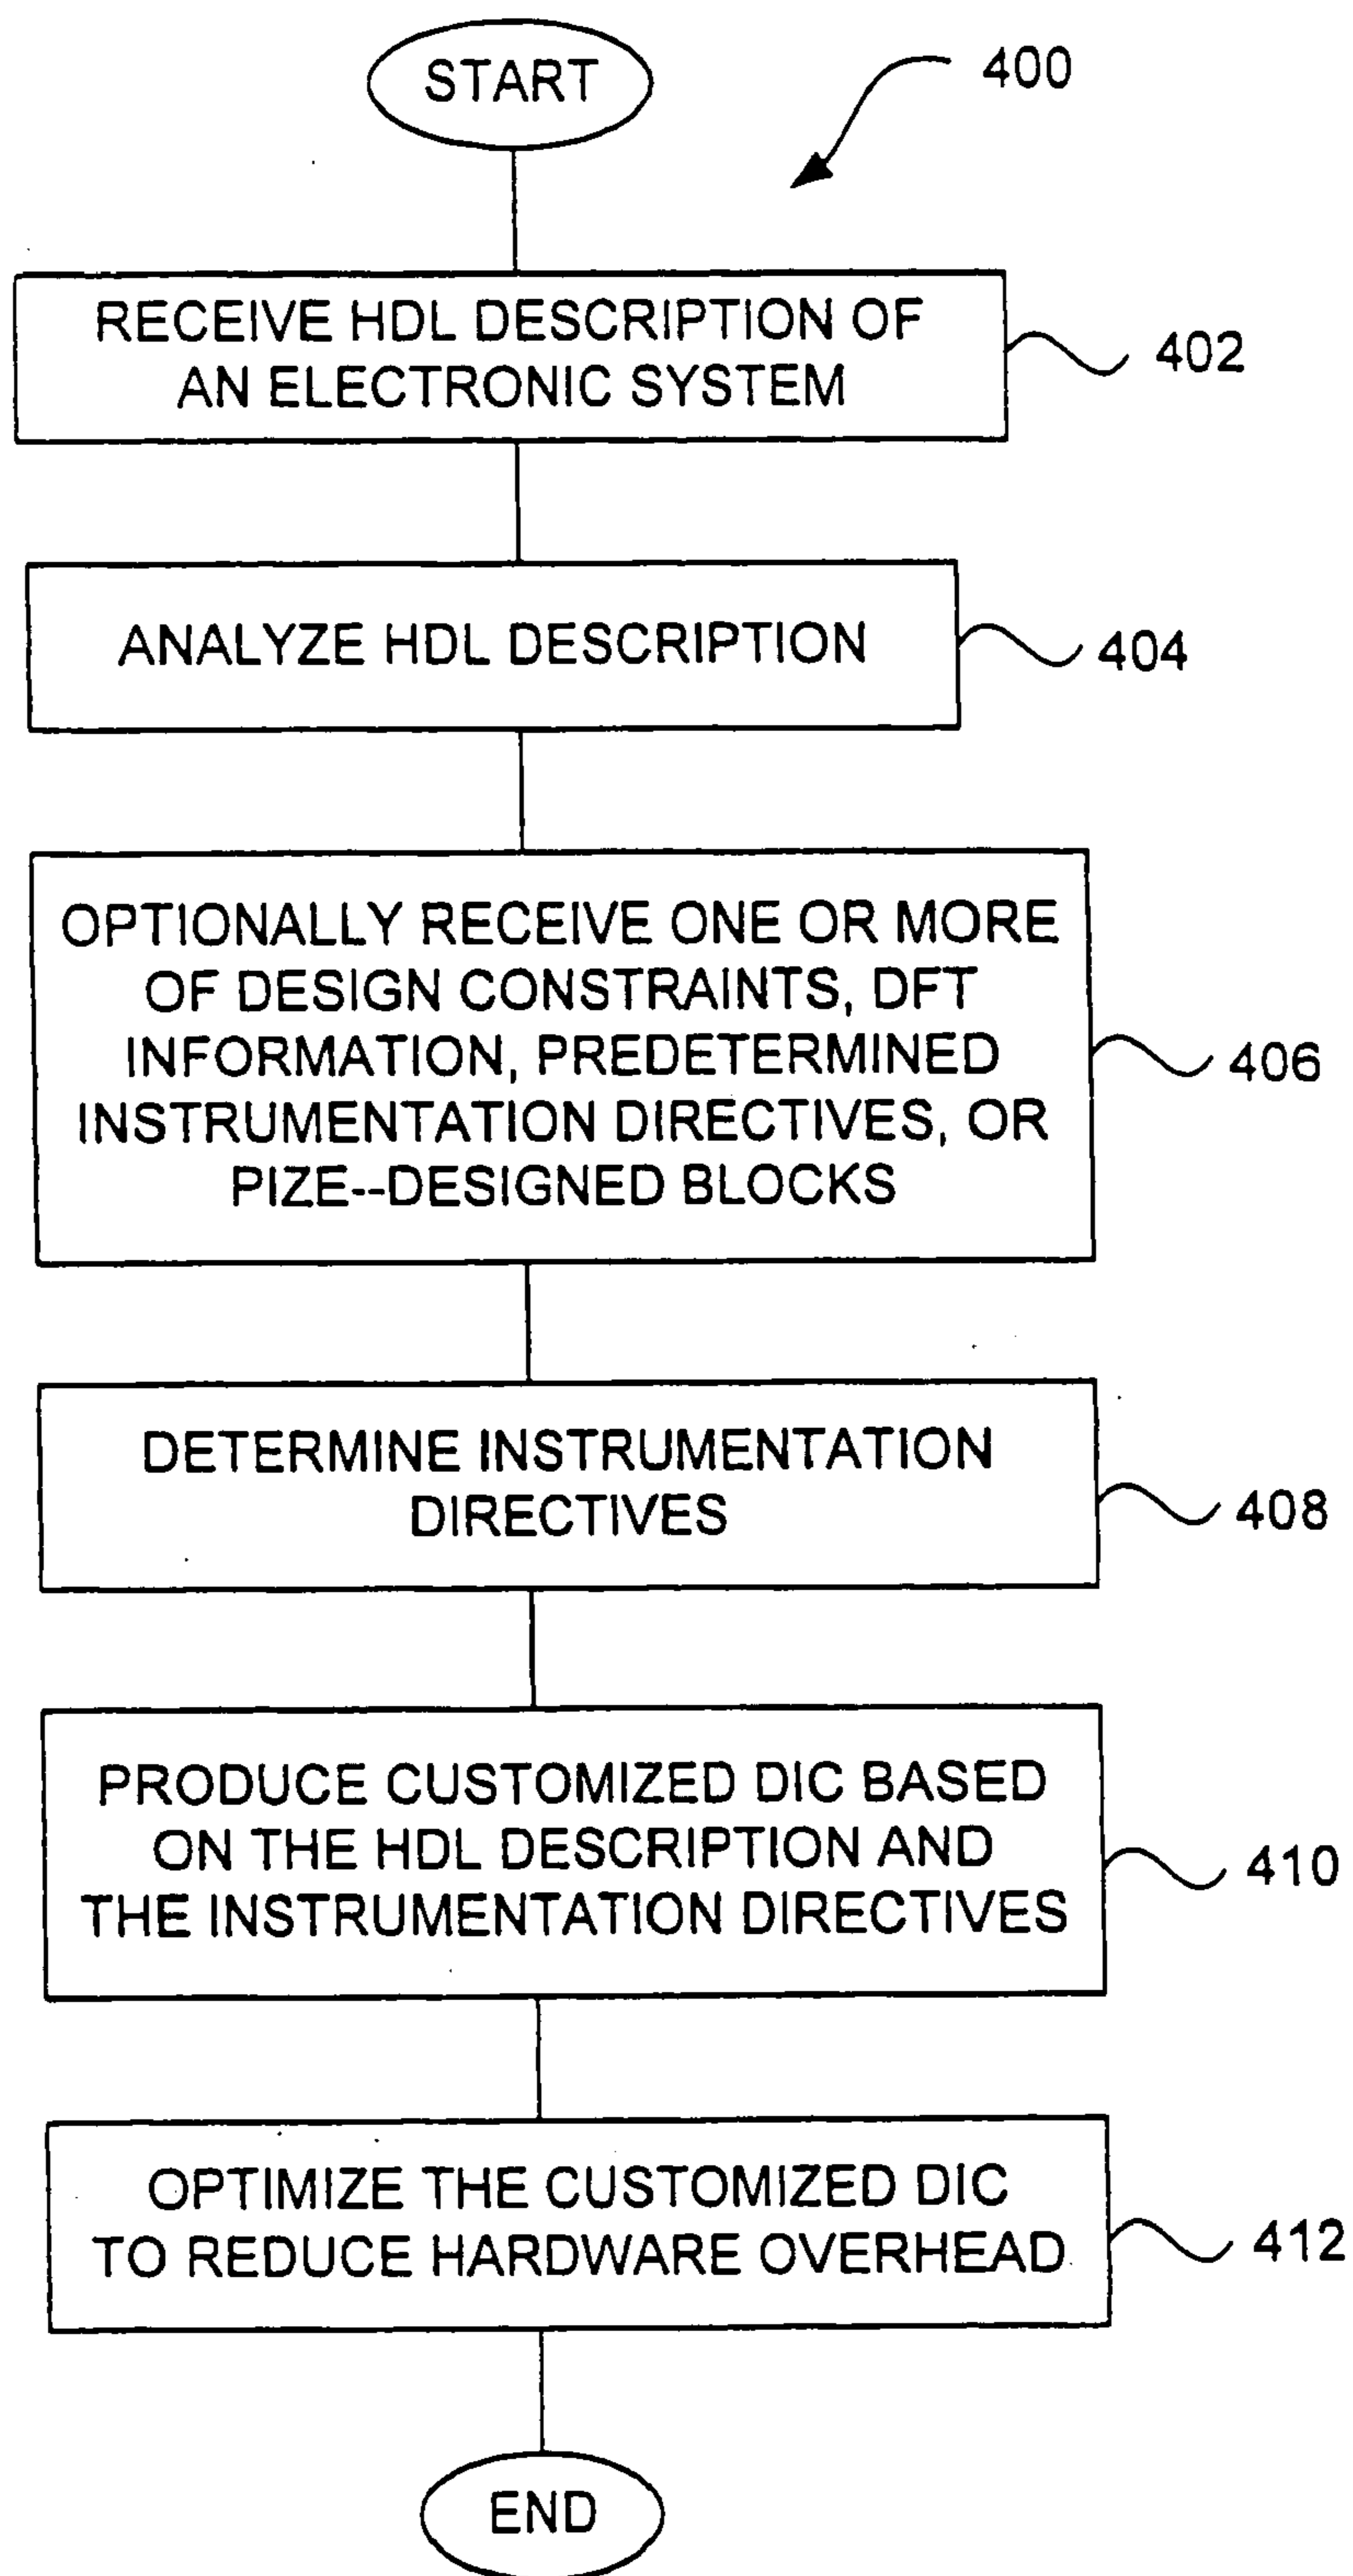 START
400
RECEIVE HDL DESCRIPTION OF
AN ELECTRONIC SYSTEM
402
ANALYZE HDL DESCRIPTION
404
OPTIONALLY RECEIVE ONE OR MORE
OF DESIGN CONSTRAINTS, DFT
INFORMATION, PREDETERMINED
INSTRUMENTATION DIRECTIVES, OR
PIZE--DESIGNED BLOCKS
406
DETERMINE INSTRUMENTATION
DIRECTIVES
408
PRODUCE CUSTOMIZED DIC BASED
ON THE HDL DESCRIPTION AND
THE INSTRUMENTATION DIRECTIVES
410
OPTIMIZE THE CUSTOMIZED DIC
TO REDUCE HARDWARE OVERHEAD
412
END